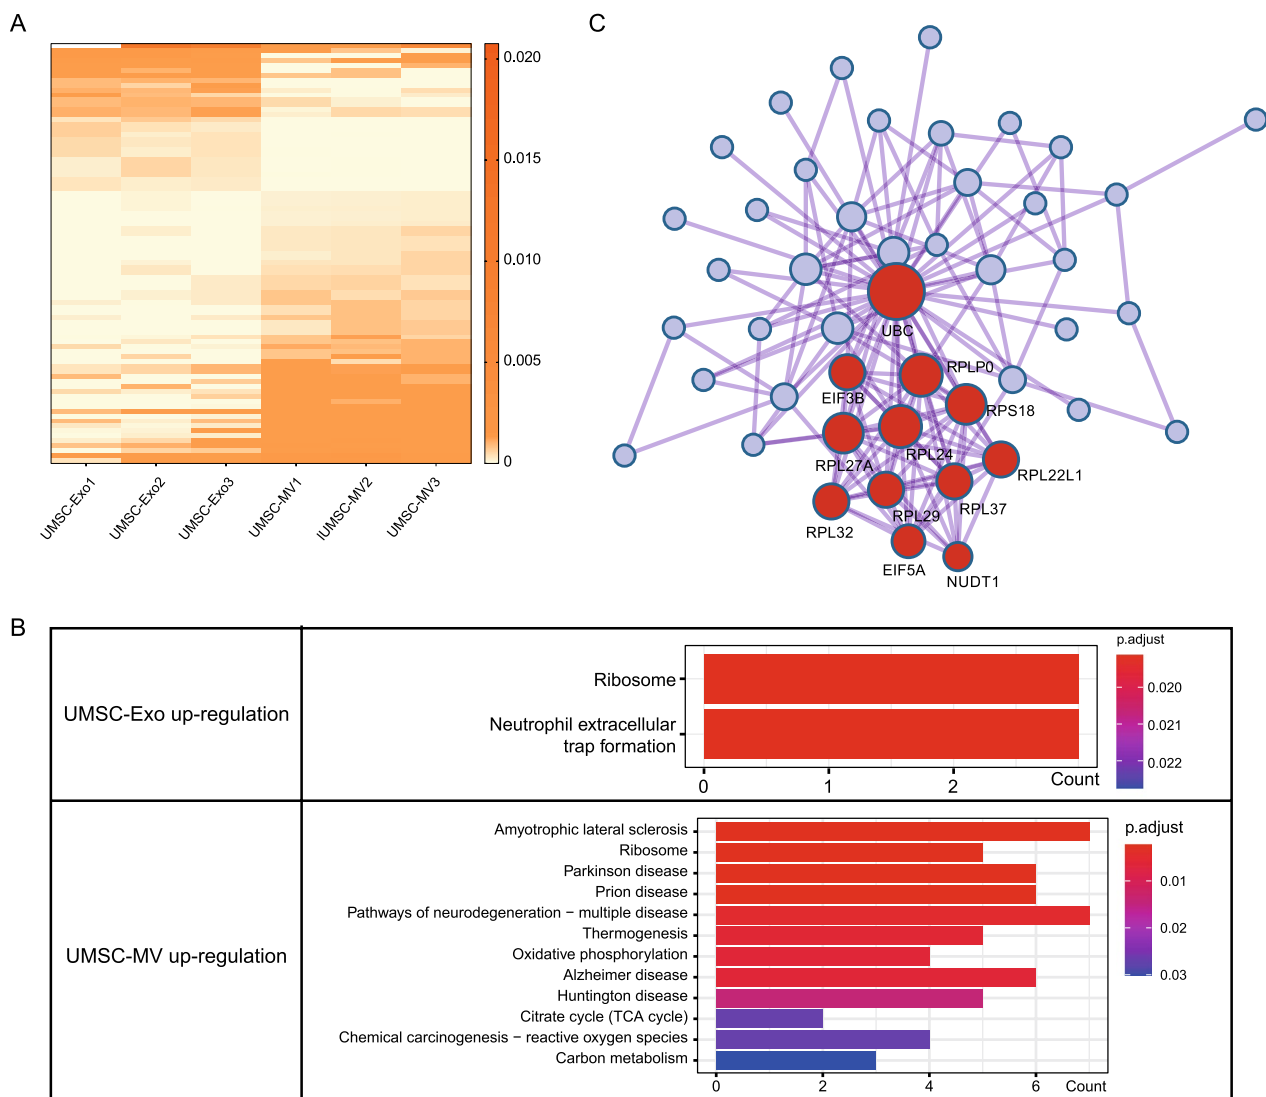 A
0.020
0.015
0.010
0.005
0
UMSC-Exo1
UMSC-Exo2
UMSC-Exo3
UMSC-MV1
IUMSC-MV2
UMSC-MV3
C
UBC
RPLP0
EIF3B
RPS18
RPL24
RPL27A
RPL22L1
RPL37
RPL29
RPL32
EIF5A
NUDT1
B
UMSC-Exo up-regulation
Ribosome
Neutrophil extracellular
trap formation
0
1
2
Count
p.adjust
0.020
0.021
0.022
UMSC-MV up-regulation
Amyotrophic lateral sclerosis
Ribosome
Parkinson disease
Prion disease
Pathways of neurodegeneration − multiple disease
Thermogenesis
Oxidative phosphorylation
Alzheimer disease
Huntington disease
Citrate cycle (TCA cycle)
Chemical carcinogenesis − reactive oxygen species
Carbon metabolism
0
2
4
6
Count
p.adjust
0.01
0.02
0.03